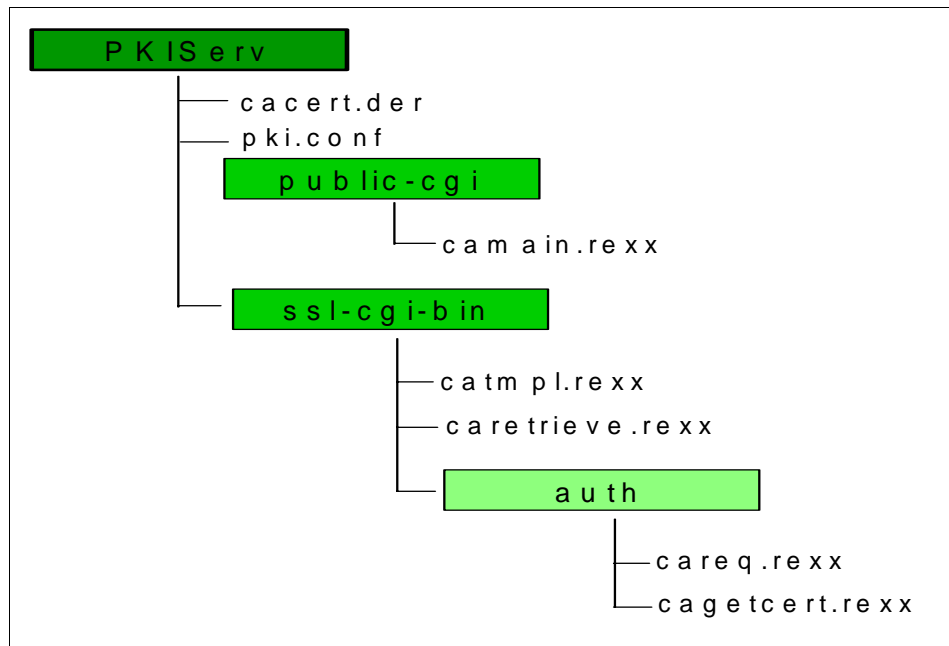 PKIServ
cacert.der
pki.conf
public-cgi
camain.rexx
ssl-cgi-bin
catmpl.rexx
caretrieve.rexx
auth
careq.rexx
cagetcert.rexx